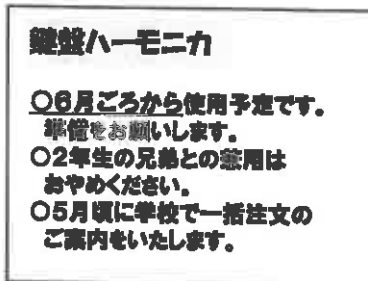 鍵盤ハーモニカ
○6月ごろから使用予定です。
準備をお願いします。
○2年生の兄弟との兼用は
おやめください。
○5月頃に学校で一括注文の
ご案内をいたします。